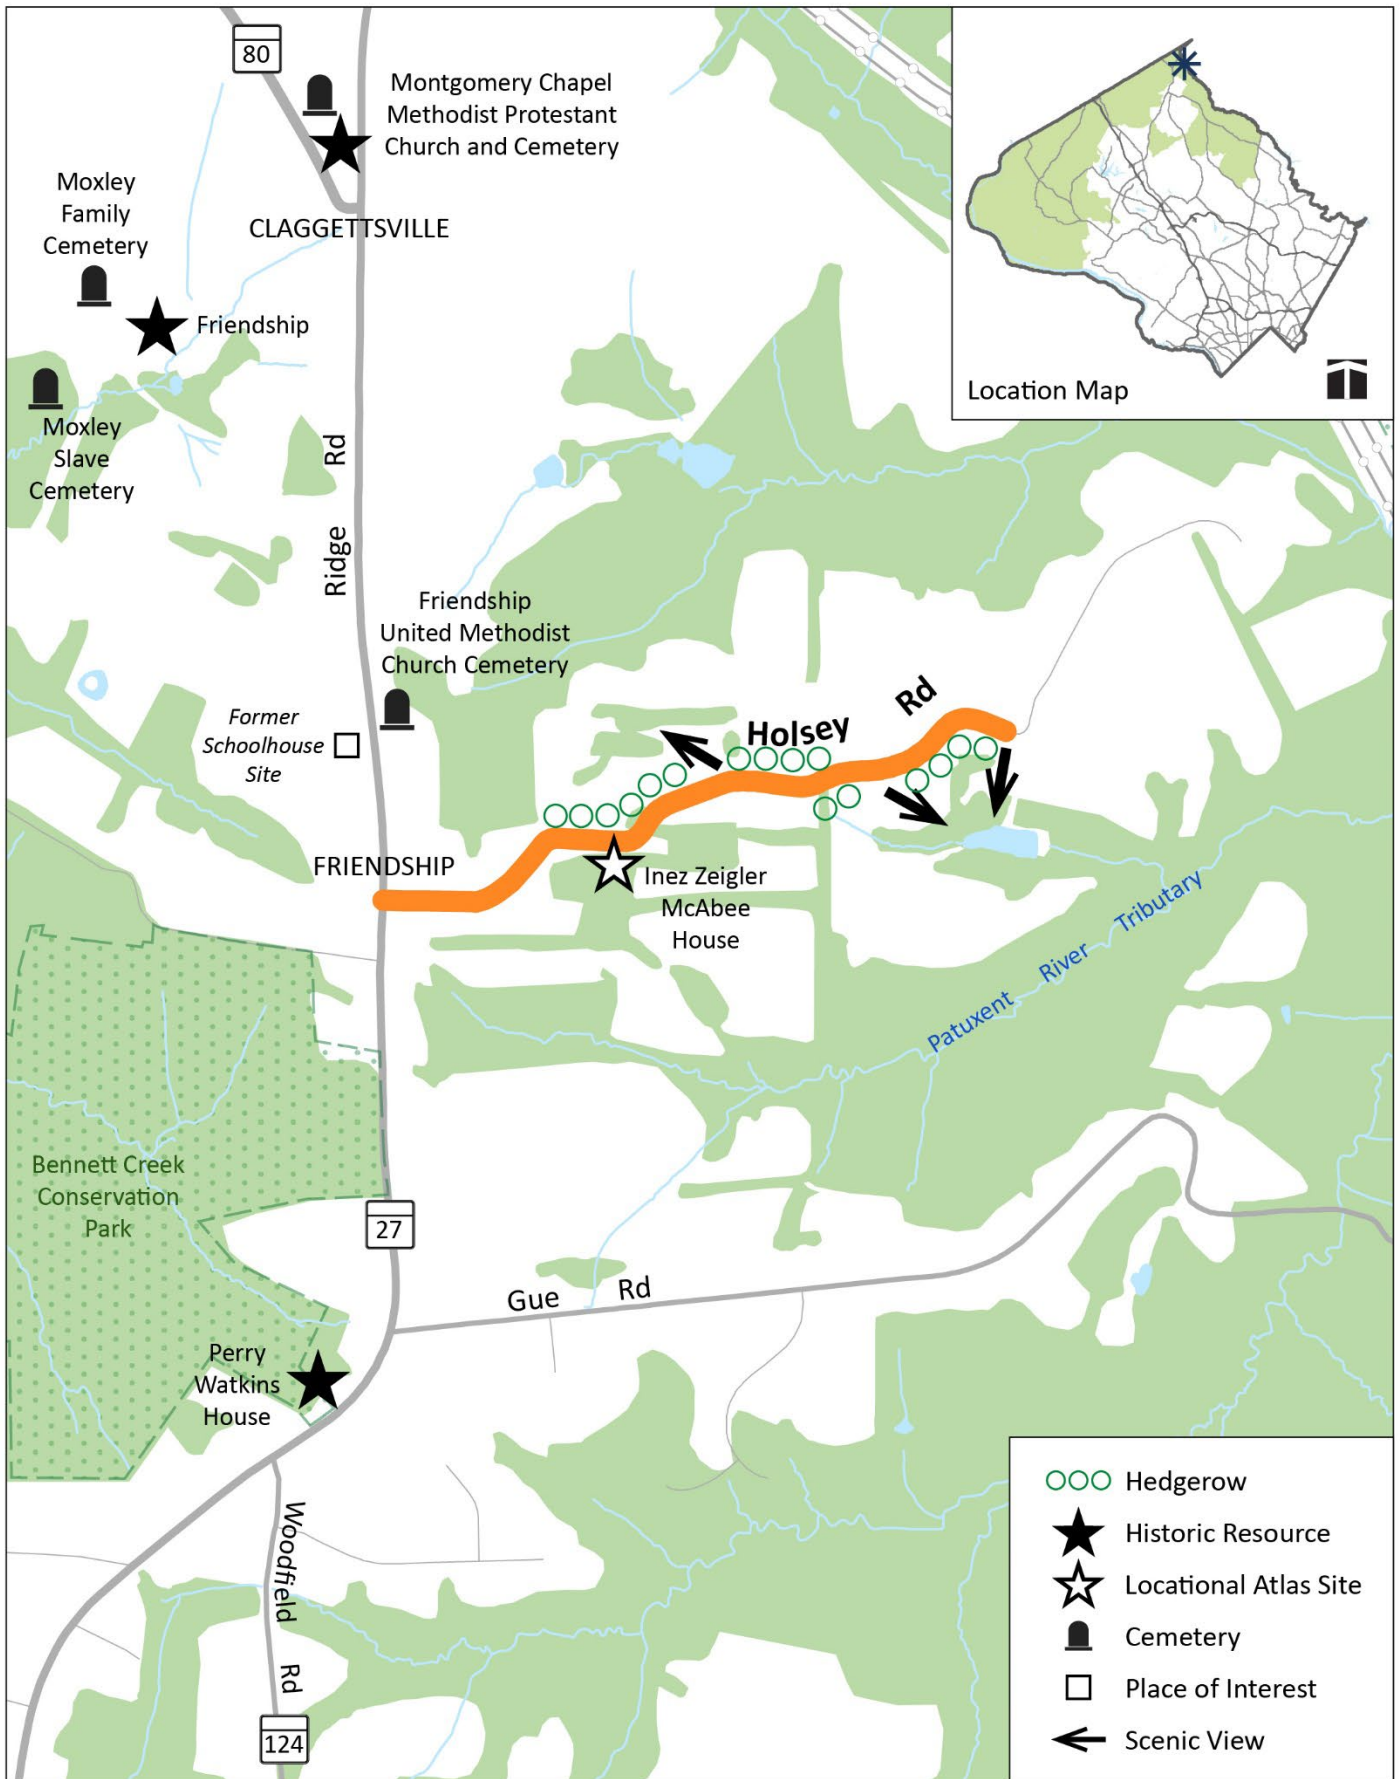 80
Montgomery Chapel
Methodist Protestant
Church and Cemetery
Moxley
Family
Cemetery
CLAGGETTSVILLE
Friendship
Location Map
Moxley
Slave
Cemetery
Ridge Rd
Friendship
United Methodist
Church Cemetery
Former
Schoolhouse
Site
Holsey Rd
FRIENDSHIP
Inez Zeigler
McAbee
House
Patuxent River Tributary
Bennett Creek
Conservation
Park
27
Gue Rd
Perry
Watkins
House
Woodfield Rd
124
Hedgerow
Historic Resource
Locational Atlas Site
Cemetery
Place of Interest
Scenic View